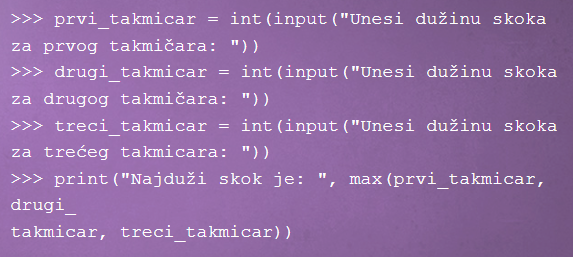 >>> prvi_takmicar = int(input("Unesi dužinu skoka
za prvog takmičara: "))
>>> drugi_takmicar = int(input("Unesi dužinu skoka
za drugog takmičara: "))
>>> treci_takmicar = int(input("Unesi dužinu skoka
za trećeg takmicara: "))
>>> print("Najduži skok je: ", max(prvi_takmicar,
drugi_
takmicar, treci_takmicar))